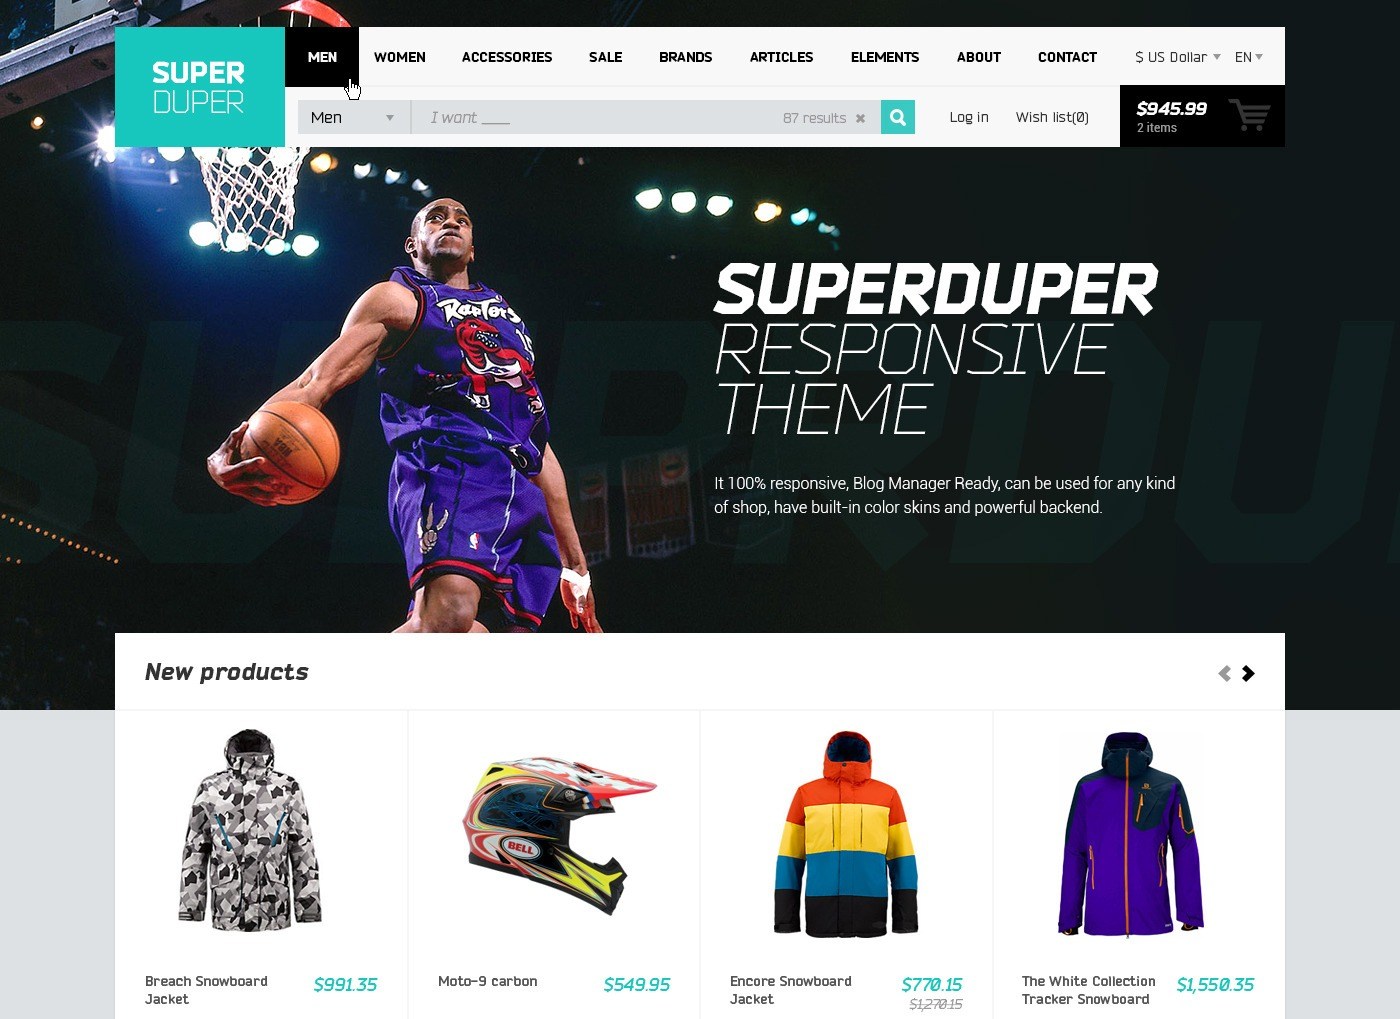 SUPER
DUPER
MEN WOMEN ACCESSORIES SALE BRANDS ARTICLES ELEMENTS ABOUT CONTACT $ US Dollar EN
Men I want ___ 87 results Log in Wish list(0)
$945.99
2 items
Raptors
15
SUPERDUPER
RESPONSIVE
THEME
It 100% responsive, Blog Manager Ready, can be used for any kind
of shop, have built-in color skins and powerful backend.
SUPERDU
New products
BELL
Breach Snowboard
Jacket
$991.35
Moto-9 carbon
$549.95
Encore Snowboard
Jacket
$770.15
$1,270.15
The White Collection
Tracker Snowboard
$1,550.35